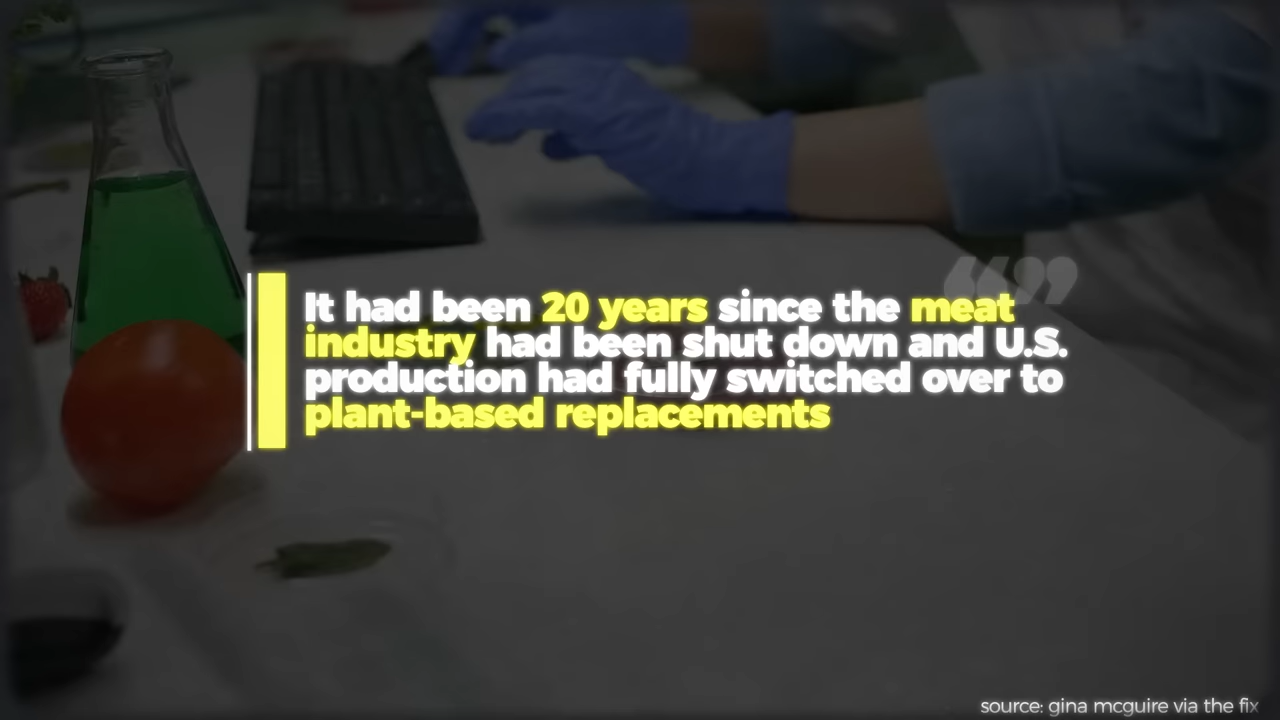 It had been 20 years since the meat
industry had been shut down and U.S.
production had fully switched over to
plant-based replacements
source: gina mcguire via the fix